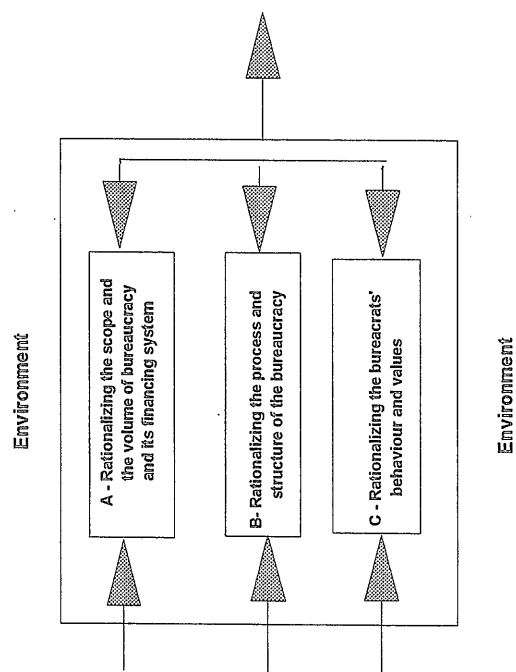 Environment
A - Rationalizing the scope and
the volume of bureaucracy
and its financing system
B- Rationalizing the process and
structure of the bureaucracy
C - Rationalizing the bureacrats'
behaviour and values
Environment